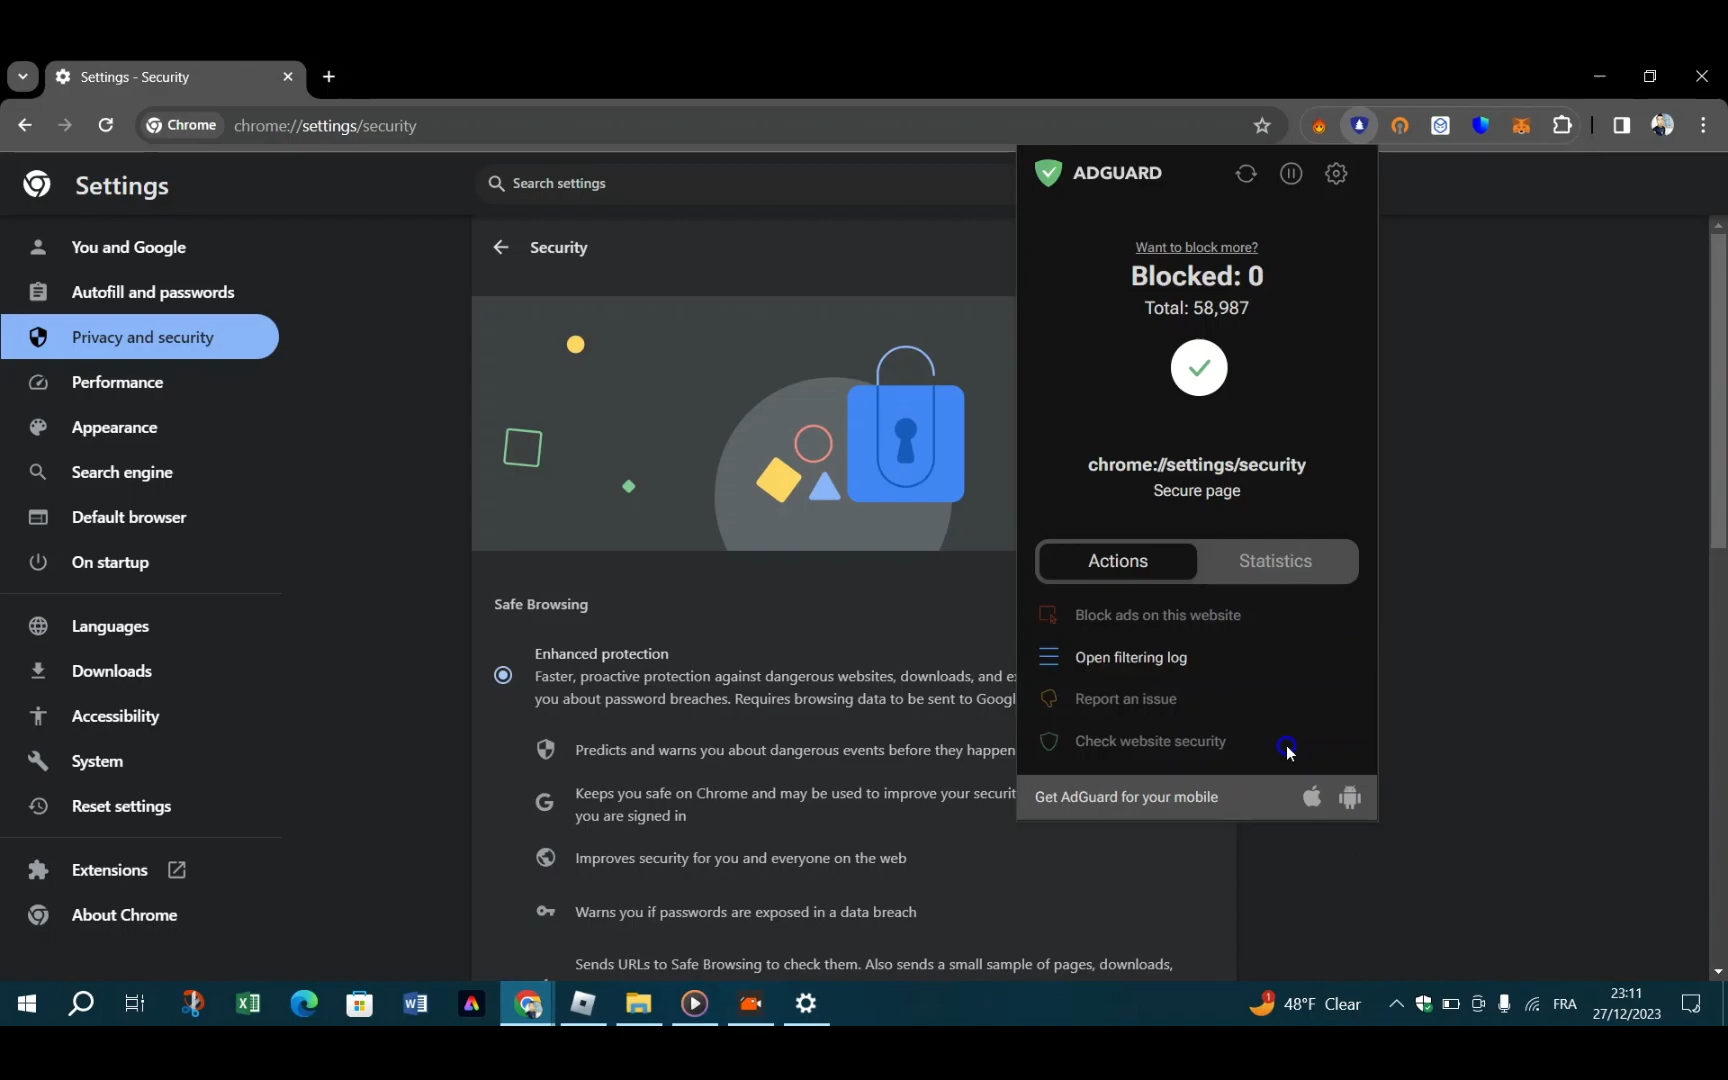 Settings - Security
Chrome
chrome://settings/security
Settings
Search settings
You and Google
Autofill and passwords
Privacy and security
Performance
Appearance
Search engine
Default browser
On startup
Languages
Downloads
Accessibility
System
Reset settings
Extensions
About Chrome
Security
Safe Browsing
Enhanced protection
Faster, proactive protection against dangerous websites, downloads, and
you about password breaches. Requires browsing data to be sent to
Predicts and warns you about dangerous events before they happen
Keeps you safe on Chrome and may be used to improve your
you are signed in
Improves security for you and everyone on the web
Warns you if passwords are exposed in a data breach
Sends URLs to Safe Browsing to check them. Also sends a small sample of pages, downloads,
ADGUARD
Want to block more?
Blocked: 0
Total: 58,987
chrome://settings/security
Secure page
Actions
Statistics
Block ads on this website
Open filtering log
Report an issue
Check website security
Get AdGuard for your mobile
1
48°F Clear
FRA
23:11
27/12/2023